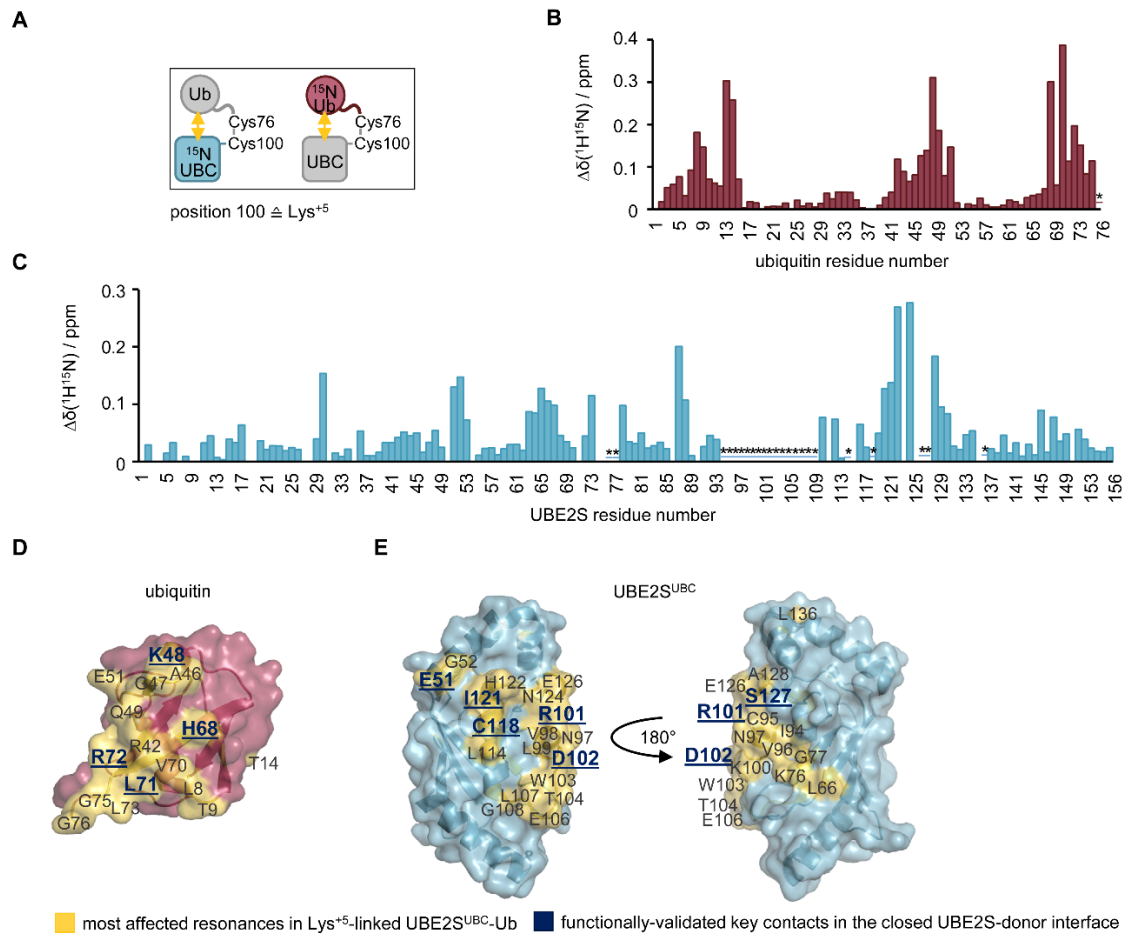 A
Ub
¹⁵N
Ub
Cys76
Cys76
Cys100
Cys100
¹⁵N
UBC
UBC
position 100 ≙ Lys⁺⁵
B
Δδ(¹H¹⁵N) / ppm
0.4
0.3
0.2
0.1
0
*
1 5 9 13 17 21 25 29 33 37 41 45 49 53 57 61 65 69 73 76
ubiquitin residue number
C
Δδ(¹H¹⁵N) / ppm
0.3
0.2
0.1
0
** **************** * * ** *
1 5 9 13 17 21 25 29 33 37 41 45 49 53 57 61 65 69 73 77 81 85 89 93 97 101 105 109 113 117 121 125 129 133 137 141 145 149 153 156
UBE2S residue number
D
ubiquitin
K48
E51
G47
A46
Q49
H68
R72
R42
V70
T14
L71
L8
G75
L73
T9
G76
E
UBE2S^UBC
G52
E51
H122
E126
I121
N124
C118
R101
V98
N97
L114
L99
D102
W103
L107
T104
G108
E106
180°
L136
A128
E126
S127
R101
C95
I94
N97
V96
G77
D102
K100
K76
L66
W103
T104
E106
most affected resonances in Lys⁺⁵-linked UBE2S^UBC-Ub
functionally-validated key contacts in the closed UBE2S-donor interface